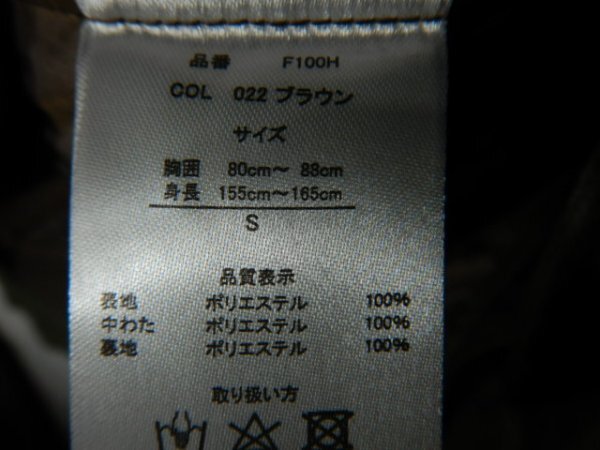 品番 F100H
COL 022 ブラウン
サイズ
胸囲 80cm～ 88cm
身長 155cm～165cm
S
品質表示
表地 ポリエステル 100%
中わた ポリエステル 100%
裏地 ポリエステル 100%
取り扱い方